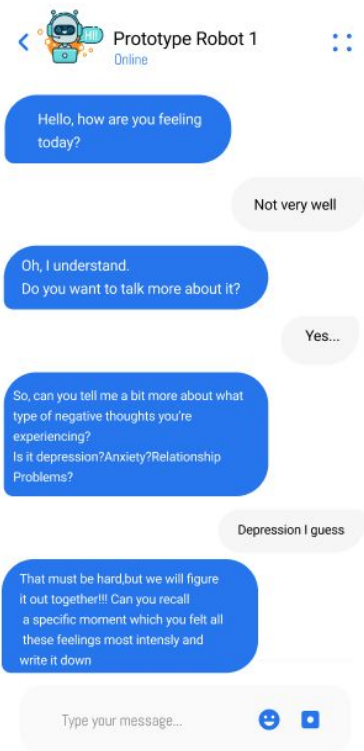 HI!
Prototype Robot 1
Online
Hello, how are you feeling
today?
Not very well
Oh, I understand.
Do you want to talk more about it?
Yes...
So, can you tell me a bit more about what
type of negative thoughts you're
experiencing?
Is it depression?Anxiety?Relationship
Problems?
Depression I guess
That must be hard,but we will figure
it out together!!! Can you recall
a specific moment which you felt all
these feelings most intensly and
write it down
Type your message...